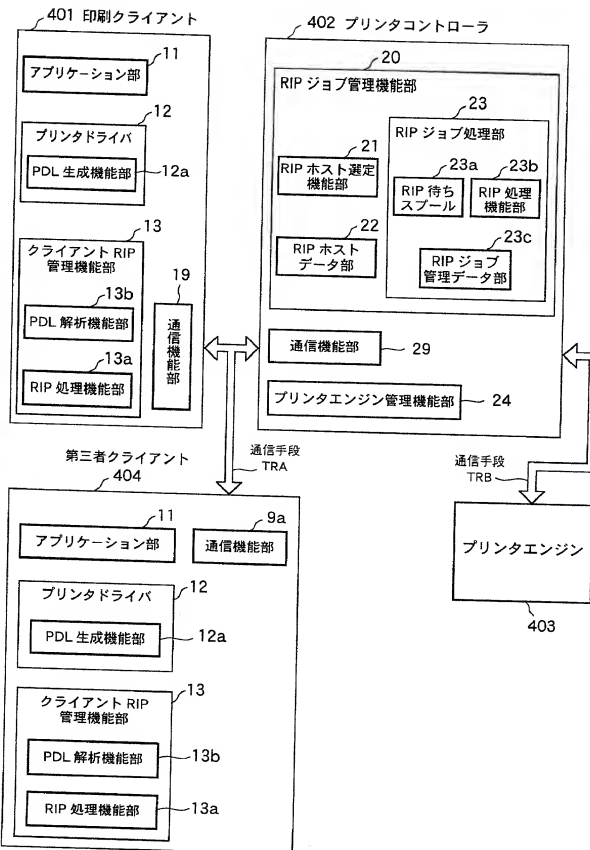 401 印刷クライアント
11
アプリケーション部
12
プリンタドライバ
PDL 生成機能部
12a
13
クライアント RIP
管理機能部
13b
PDL 解析機能部
13a
RIP 処理機能部
19
通信機能部
402 プリンタコントローラ
20
RIP ジョブ管理機能部
21
RIP ホスト選定
機能部
22
RIP ホスト
データ部
23
RIP ジョブ処理部
23a
RIP 待ち
スプール
23b
RIP 処理
機能部
23c
RIP ジョブ
管理データ部
通信機能部
29
プリンタエンジン管理機能部
24
通信手段
TRA
通信手段
TRB
プリンタエンジン
403
第三者クライアント
404
11
アプリケーション部
9a
通信機能部
プリンタドライバ
12
PDL 生成機能部
12a
クライアント RIP
管理機能部
13
PDL 解析機能部
13b
RIP 処理機能部
13a